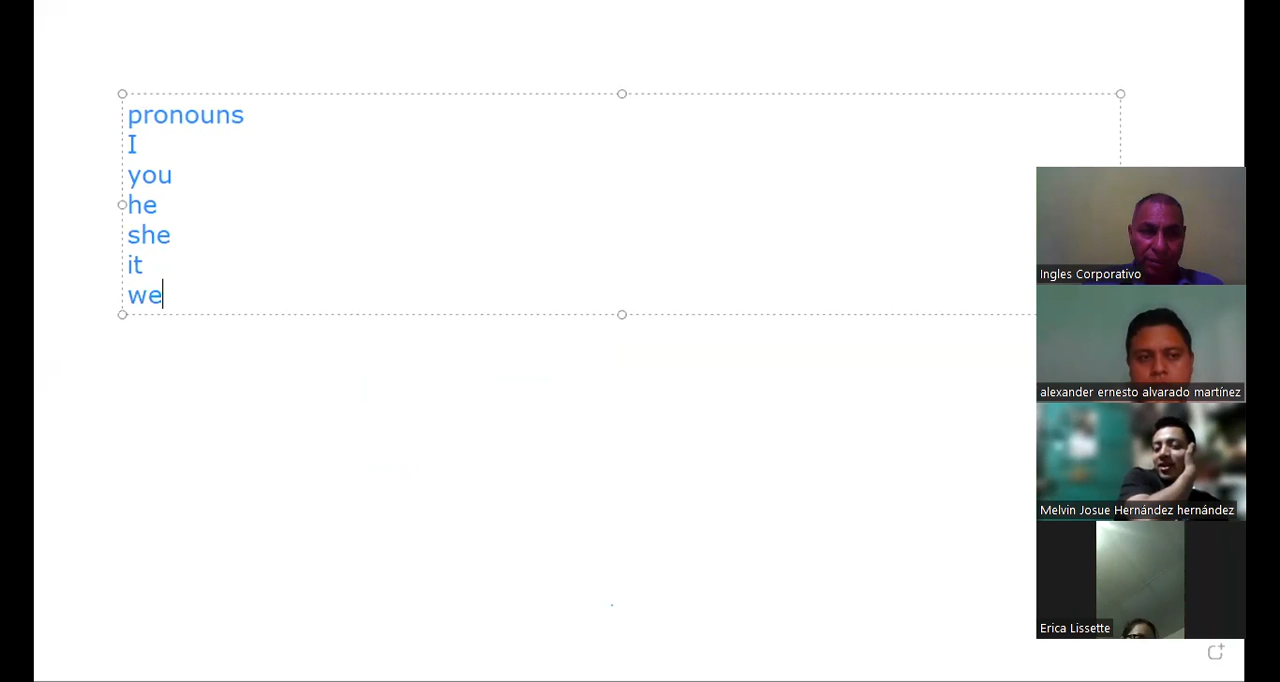 pronouns
I
you
he
she
it
we
Ingles Corporativo
alexander ernesto alvarado martínez
Melvin Josue Hernández hernández
Erica Lissette